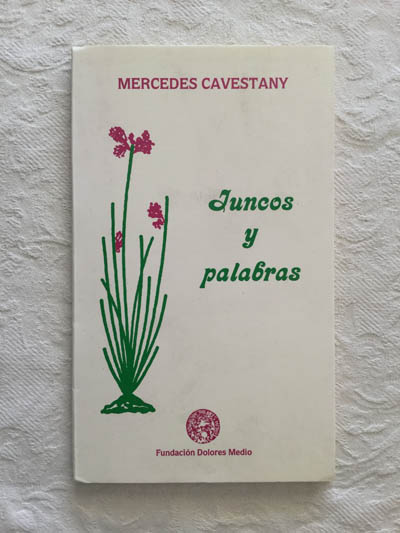 MERCEDES CAVESTANY
Juncos
y
palabras
Fundación Dolores Medio